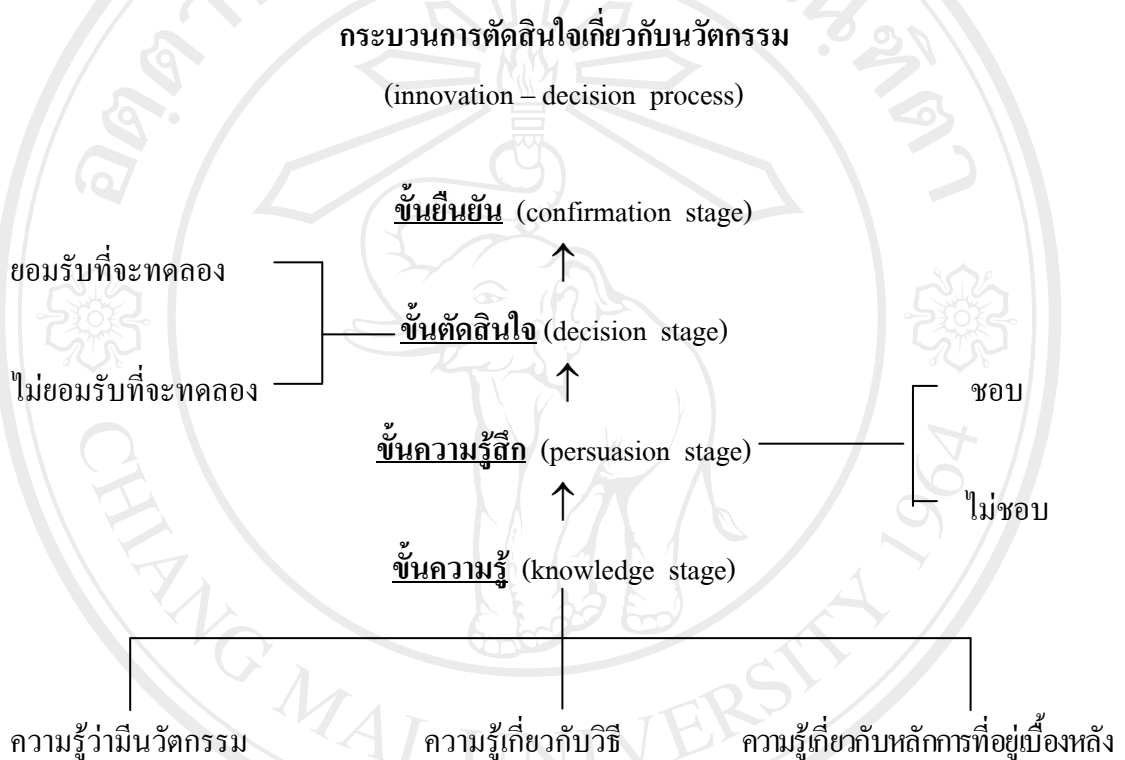 กระบวนการตัดสินใจเกี่ยวกับนวัตกรรม
(innovation – decision process)
ขั้นยืนยัน (confirmation stage)
ยอมรับที่จะทดลอง
ขั้นตัดสินใจ (decision stage)
ไม่ยอมรับที่จะทดลอง
ชอบ
ขั้นความรู้สึก (persuasion stage)
ไม่ชอบ
ขั้นความรู้ (knowledge stage)
ความรู้ว่ามีนวัตกรรม
ความรู้เกี่ยวกับวิธี
ความรู้เกี่ยวกับหลักการที่อยู่เบื้องหลัง
CHIANG MAI UNIVERSITY 1964